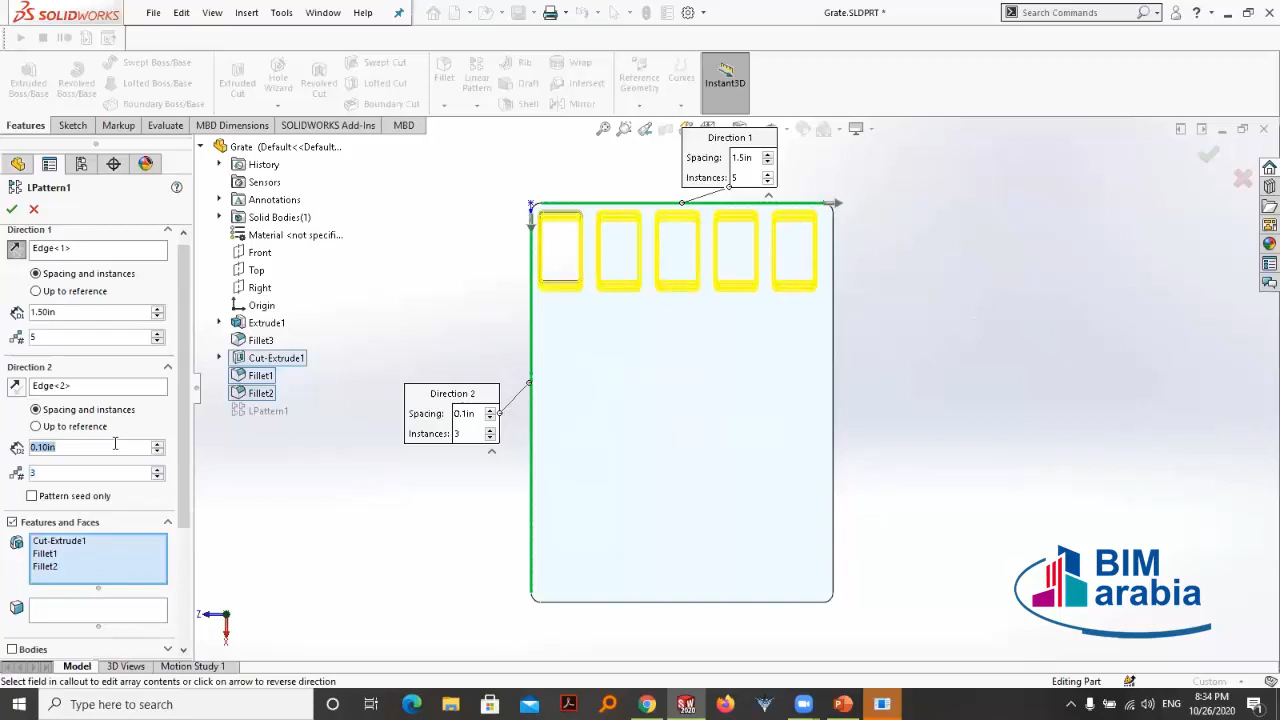 SOLIDWORKS File Edit View Insert Tools Window Help Grate.SLDPRT * Search Commands
Extruded Boss/Base
Revolved Boss/Base
Swept Boss/Base
Lofted Boss/Base
Boundary Boss/Base
Extruded Cut
Hole Wizard
Revolved Cut
Swept Cut
Lofted Cut
Boundary Cut
Fillet
Linear Pattern
Rib
Draft
Shell
Wrap
Intersect
Mirror
Reference Geometry
Curves
Instant3D
Features Sketch Markup Evaluate MBD Dimensions SOLIDWORKS Add-Ins MBD
LPattern1
Direction 1
Edge<1>
Spacing and instances
Up to reference
1.50in
5
Direction 2
Edge<2>
Spacing and instances
Up to reference
0.10in
3
Pattern seed only
Features and Faces
Cut-Extrude1
Fillet1
Fillet2
Bodies
Grate (Default<<Default...
History
Sensors
Annotations
Solid Bodies(1)
Material <not specifi...
Front
Top
Right
Origin
Extrude1
Fillet3
Cut-Extrude1
Fillet1
Fillet2
LPattern1
Direction 1
Spacing: 1.5in
Instances: 5
Direction 2
Spacing: 0.1in
Instances: 3
Z
X
BIM
arabia
Model 3D Views Motion Study 1
Select field in callout to edit array contents or click on arrow to reverse direction Editing Part Custom
Type here to search
ENG
8:34 PM
10/26/2020